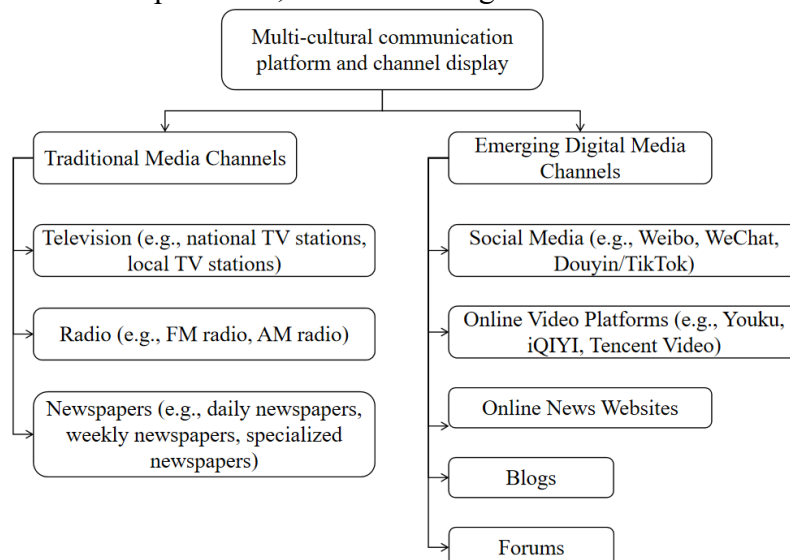 Multi-cultural communication
platform and channel display
Traditional Media Channels
Television (e.g., national TV stations,
local TV stations)
Radio (e.g., FM radio, AM radio)
Newspapers (e.g., daily newspapers,
weekly newspapers, specialized
newspapers)
Emerging Digital Media
Channels
Social Media (e.g., Weibo, WeChat,
Douyin/TikTok)
Online Video Platforms (e.g., Youku,
iQIYI, Tencent Video)
Online News Websites
Blogs
Forums